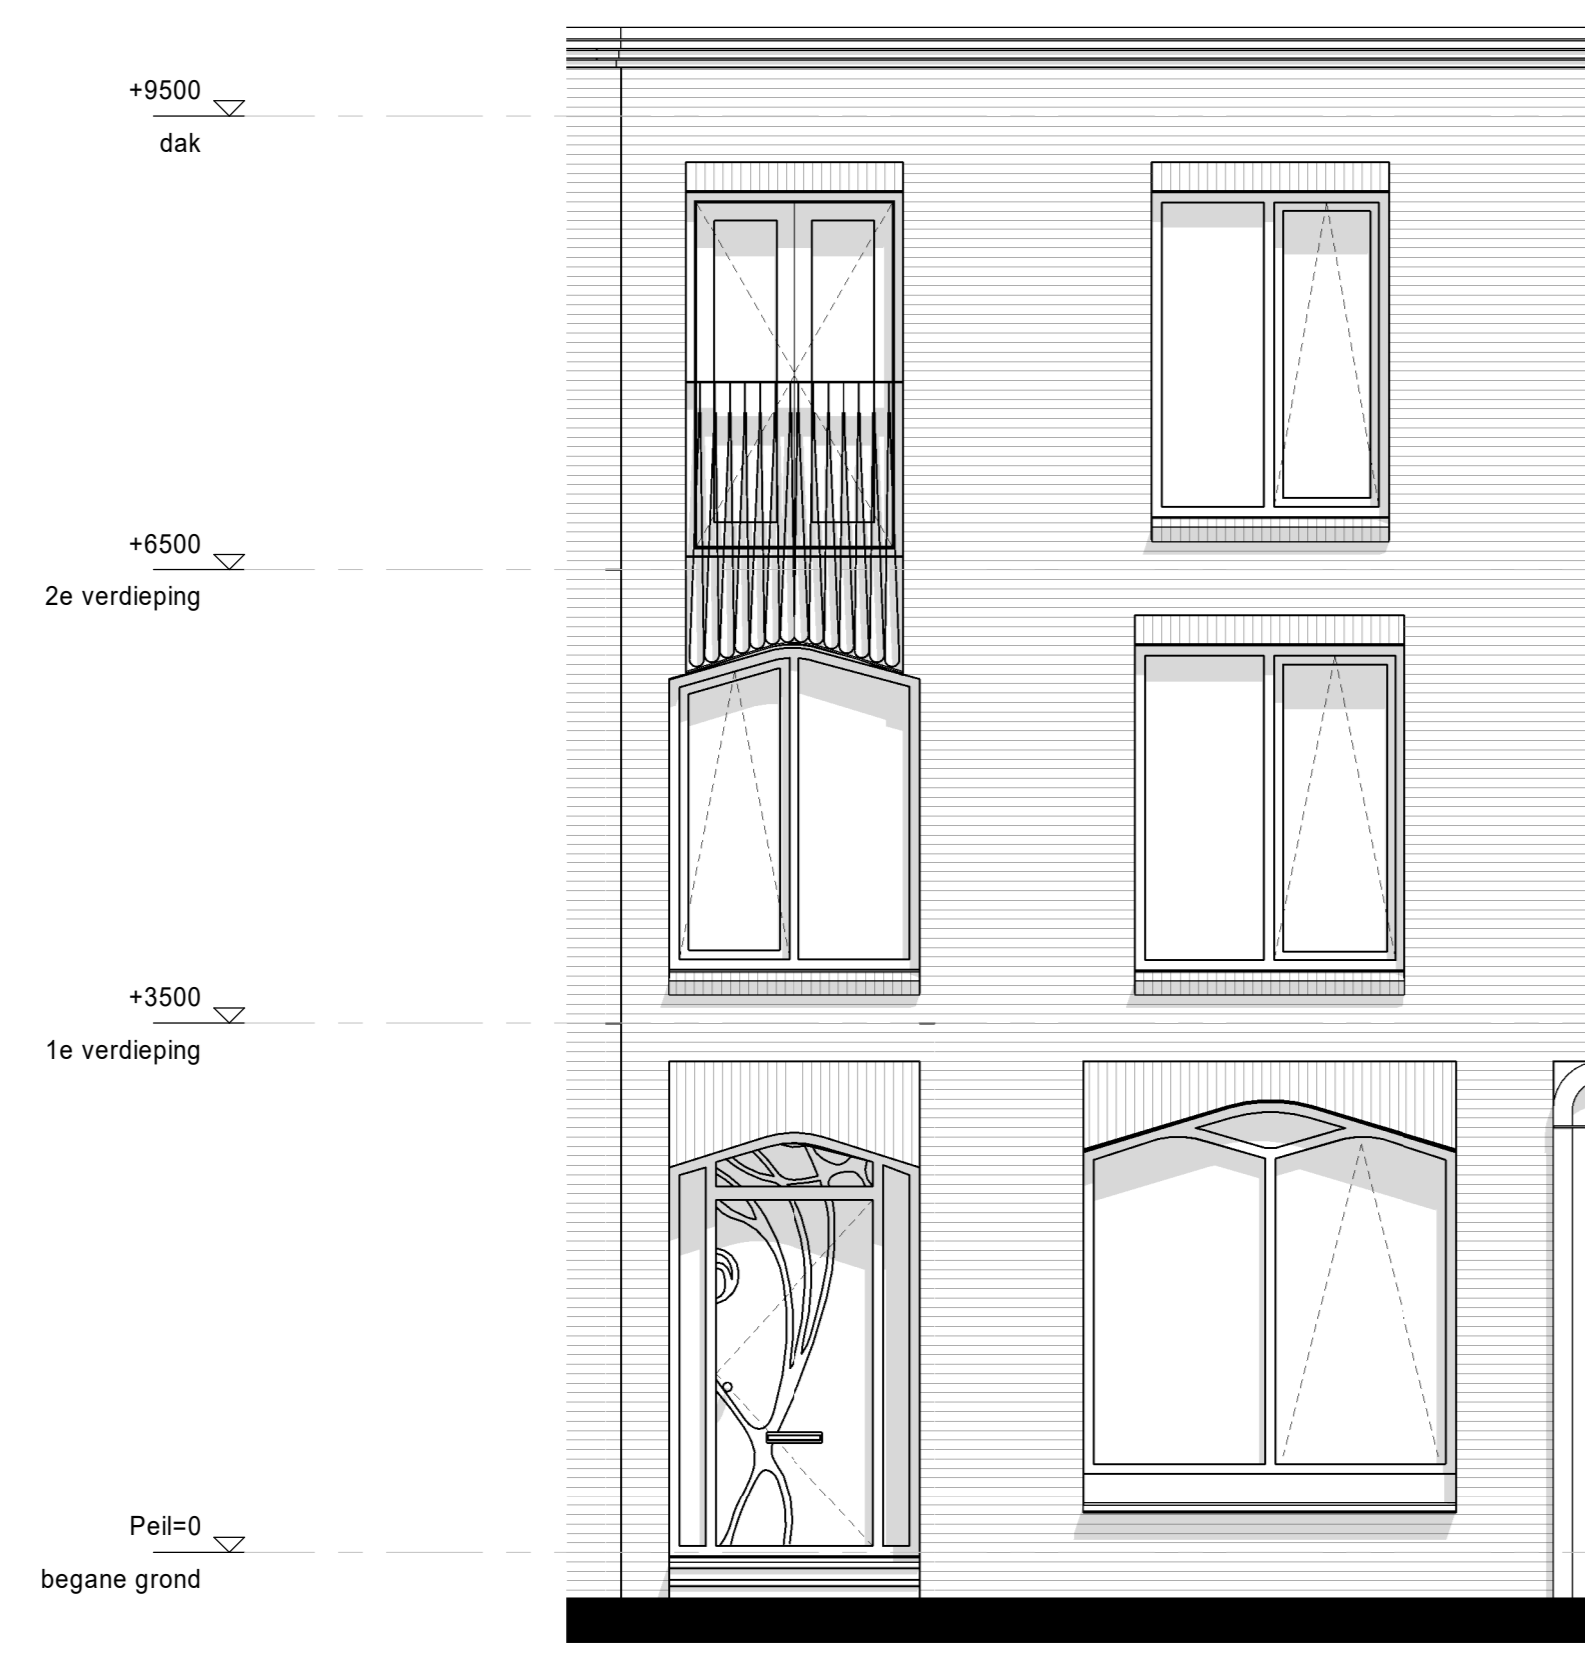 +9500
dak
+6500
2e verdieping
+3500
1e verdieping
Peil=0
begane grond